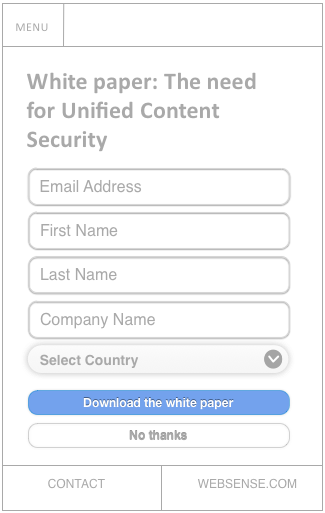 MENU
White paper: The need
for Unified Content
Security
Email Address
First Name
Last Name
Company Name
Select Country
Download the white paper
No thanks
CONTACT
WEBSENSE.COM